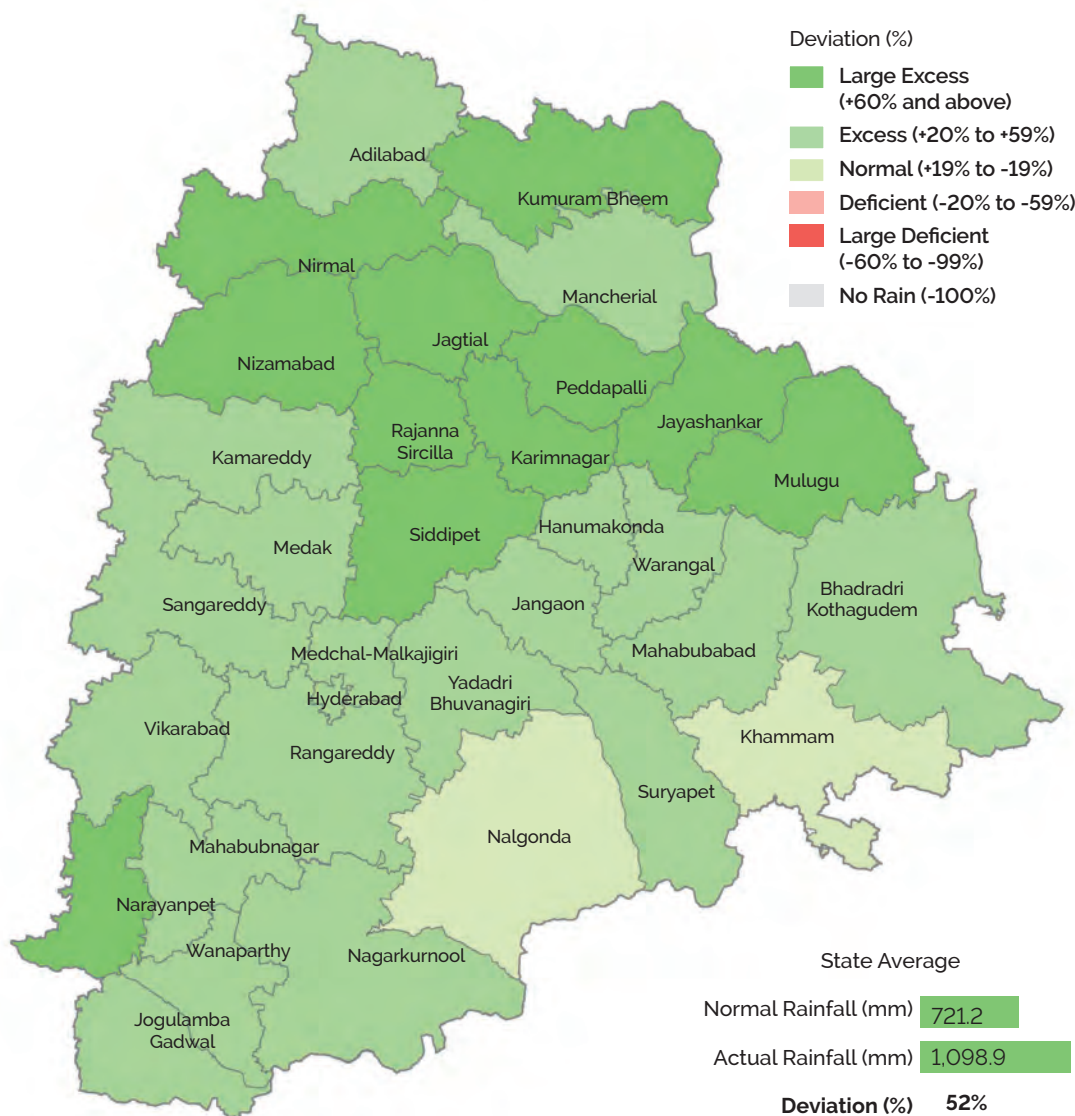 Deviation (%)
Large Excess
(+60% and above)
Excess (+20% to +59%)
Normal (+19% to -19%)
Deficient (-20% to -59%)
Large Deficient
(-60% to -99%)
No Rain (-100%)
Adilabad
Kumuram Bheem
Nirmal
Mancherial
Jagtial
Nizamabad
Peddapalli
Jayashankar
Rajanna
Sircilla
Karimnagar
Kamareddy
Mulugu
Siddipet
Hanumakonda
Medak
Warangal
Bhadradri
Kothagudem
Sangareddy
Jangaon
Medchal-Malkajigiri
Mahabubabad
Yadadri
Bhuvanagiri
Hyderabad
Vikarabad
Rangareddy
Khammam
Suryapet
Nalgonda
Mahabubnagar
Narayanpet
Wanaparthy
Nagarkurnool
Jogulamba
Gadwal
State Average
Normal Rainfall (mm) 721.2
Actual Rainfall (mm) 1,098.9
Deviation (%) 52%